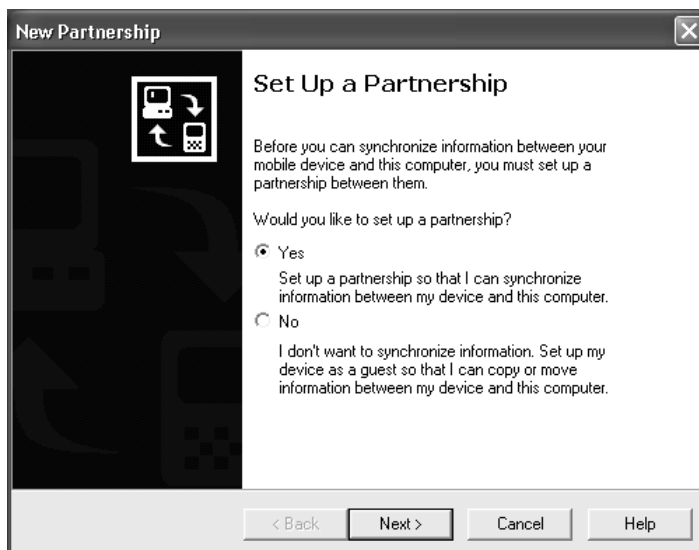 New Partnership
Set Up a Partnership
Before you can synchronize information between your
mobile device and this computer, you must set up a
partnership between them.
Would you like to set up a partnership?
Yes
Set up a partnership so that I can synchronize
information between my device and this computer.
No
I don't want to synchronize information. Set up my
device as a guest so that I can copy or move
information between my device and this computer.
< Back Next > Cancel Help